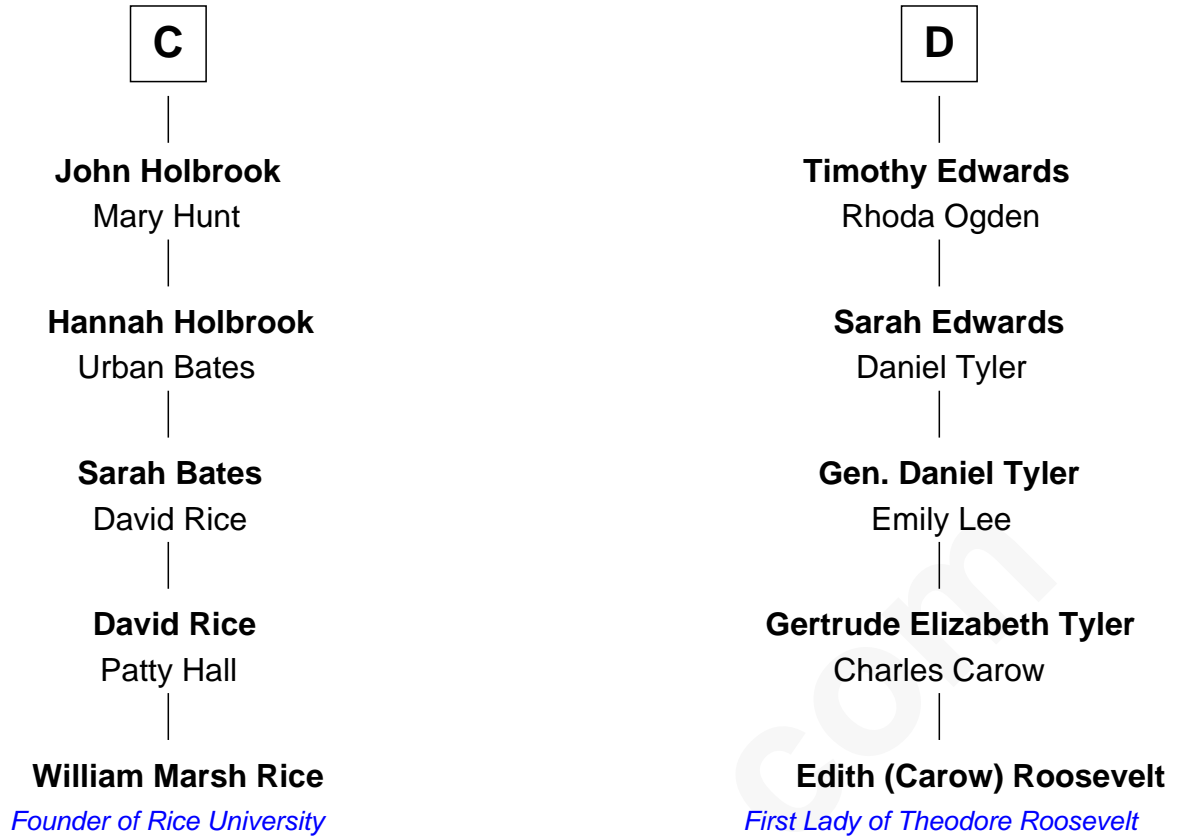 C
John Holbrook
Mary Hunt
Hannah Holbrook
Urban Bates
Sarah Bates
David Rice
David Rice
Patty Hall
William Marsh Rice
Founder of Rice University
D
Timothy Edwards
Rhoda Ogden
Sarah Edwards
Daniel Tyler
Gen. Daniel Tyler
Emily Lee
Gertrude Elizabeth Tyler
Charles Carow
Edith (Carow) Roosevelt
First Lady of Theodore Roosevelt
com